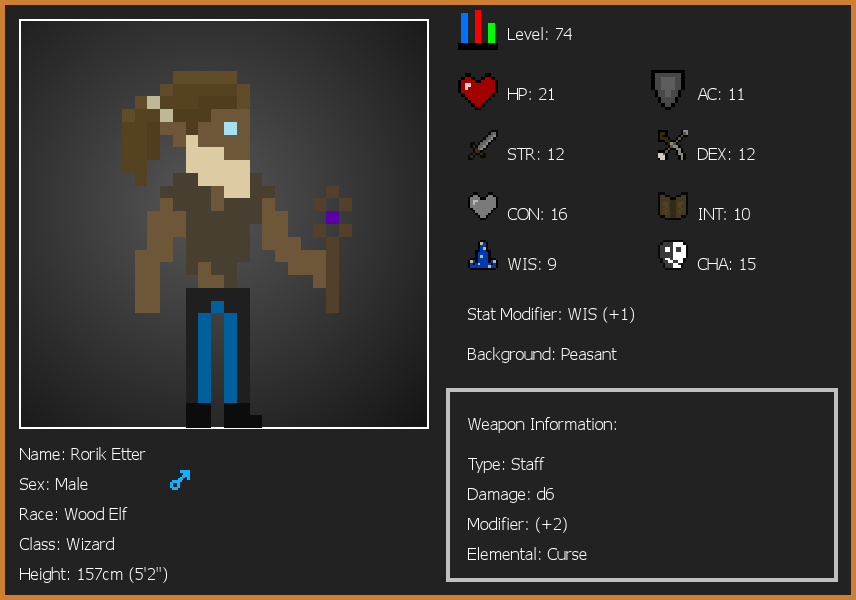 Level: 74
HP: 21
AC: 11
STR: 12
DEX: 12
CON: 16
INT: 10
WIS: 9
CHA: 15
Stat Modifier: WIS (+1)
Background: Peasant
Weapon Information:
Type: Staff
Damage: d6
Modifier: (+2)
Elemental: Curse
Name: Rorik Etter
Sex: Male
Race: Wood Elf
Class: Wizard
Height: 157cm (5'2")